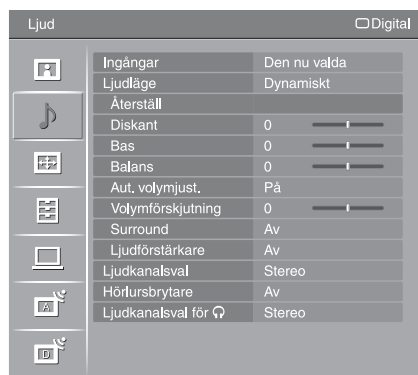 Ljud Digital
Ingångar Den nu valda
Ljudläge Dynamiskt
Återställ
Diskant 0
Bas 0
Balans 0
Aut. volymjust. På
Volymförskjutning 0
Surround Av
Ljudförstärkare Av
Ljudkanalsval Stereo
Hörlursbrytare Av
Ljudkanalsval för Stereo
A
D